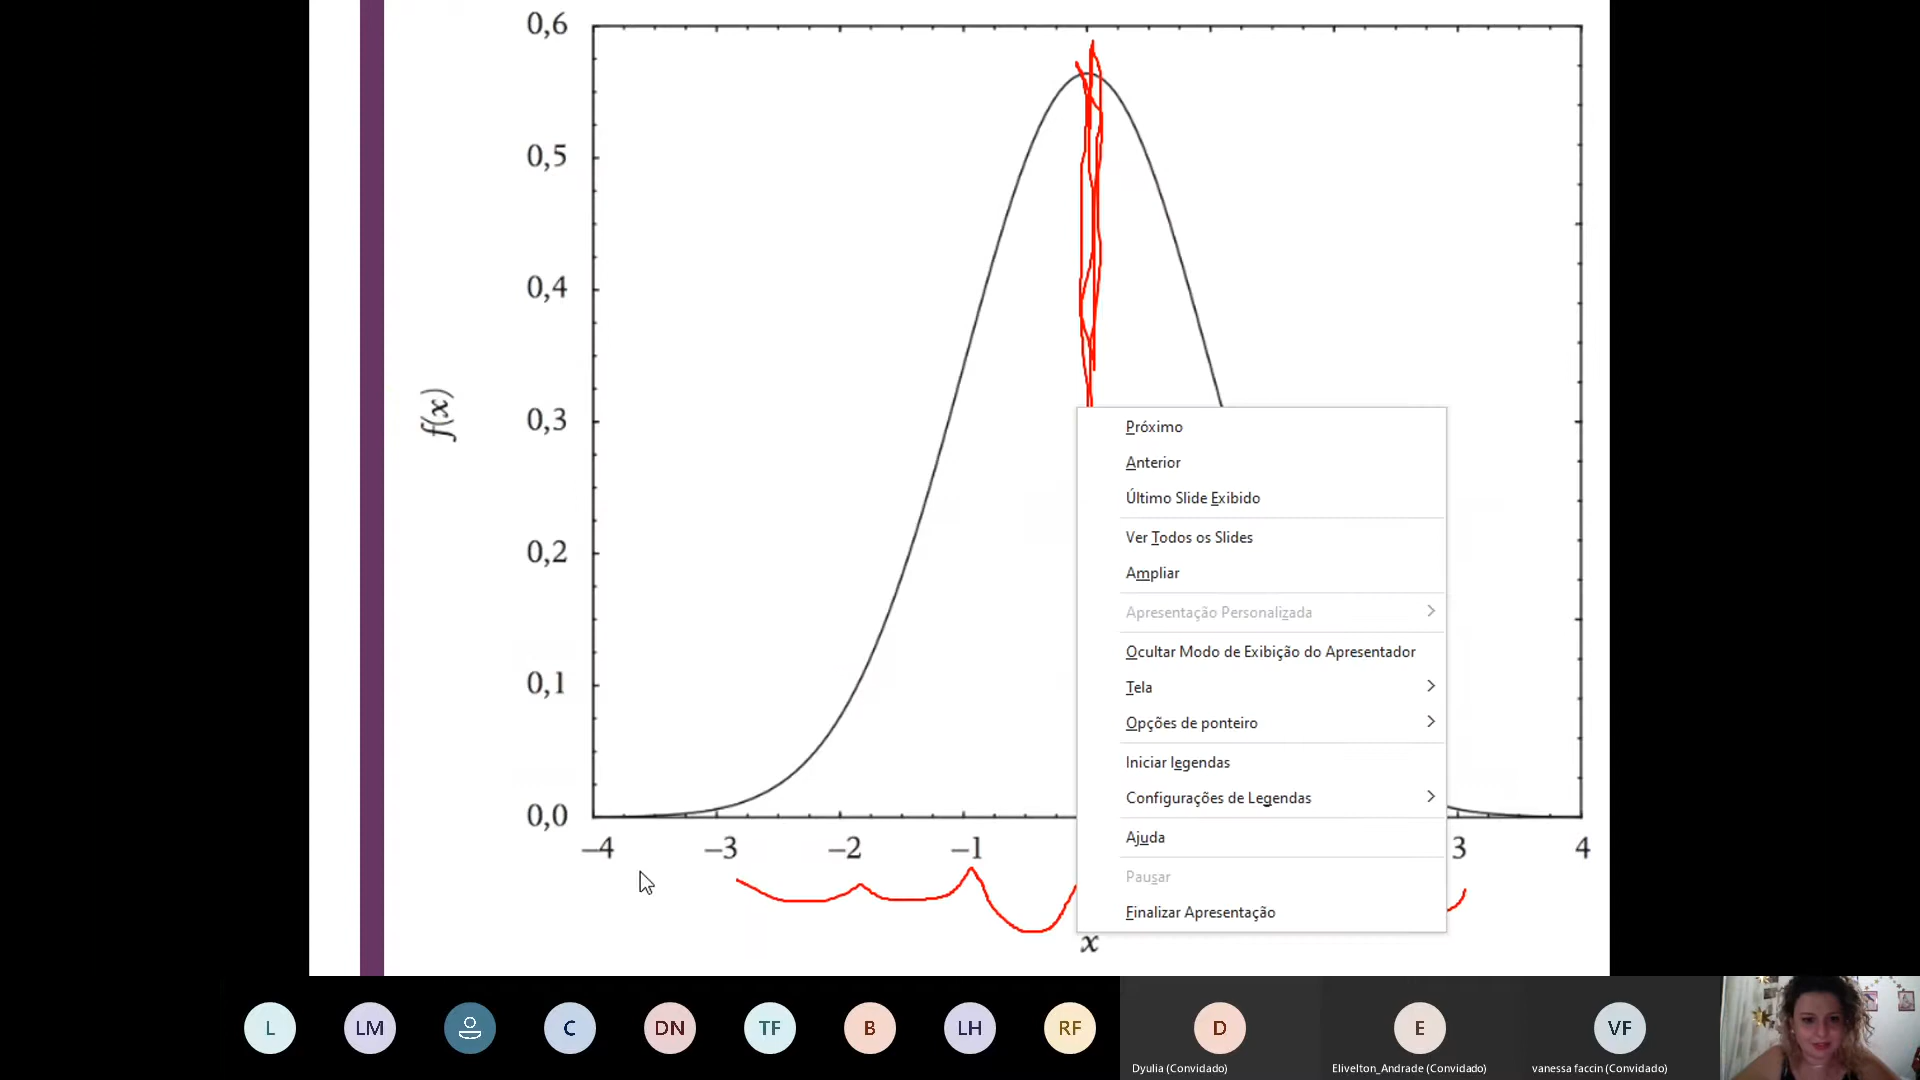 0,6
0,5
0,4
0,3
0,2
0,1
0,0
f(x)
–4 –3 –2 –1 3 4
x
Próximo
Anterior
Último Slide Exibido
Ver Todos os Slides
Ampliar
Apresentação Personalizada
Ocultar Modo de Exibição do Apresentador
Tela
Opções de ponteiro
Iniciar legendas
Configurações de Legendas
Ajuda
Pausar
Finalizar Apresentação
L LM C DN TF B LH RF D E VF
Dyulia (Convidado) Elivelton_Andrade (Convidado) vanessa faccin (Convidado)